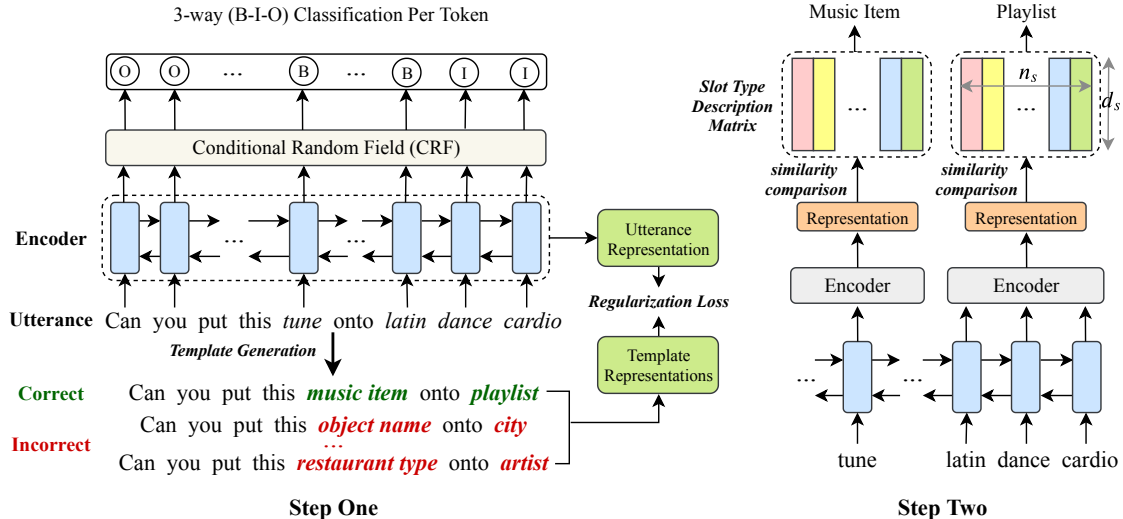 3-way (B-I-O) Classification Per Token
O O ... B ... B I I
Conditional Random Field (CRF)
Encoder
... ...
Utterance
Representation
Regularization Loss
Template
Representations
Utterance
Can you put this tune onto latin dance cardio
Template Generation
Correct
Can you put this music item onto playlist
Incorrect
Can you put this object name onto city
...
Can you put this restaurant type onto artist
Step One
Music Item
Playlist
Slot Type
Description
Matrix
...
...
n_s
d_s
similarity
comparison
similarity
comparison
Representation
Representation
Encoder
Encoder
... ...
tune
latin dance cardio
Step Two